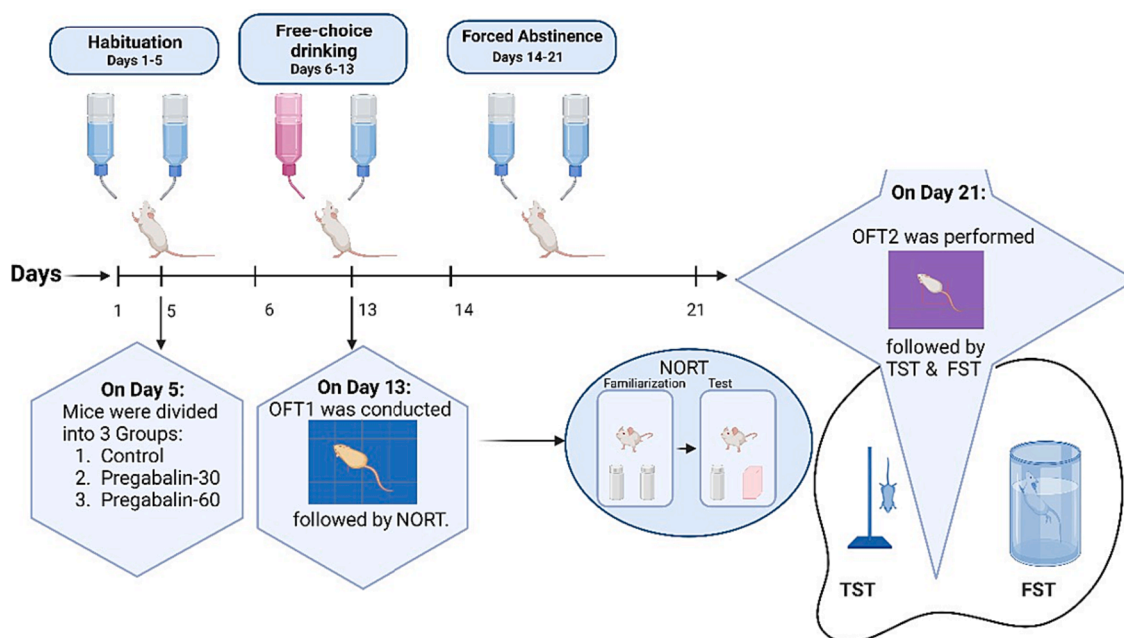 Habituation
Days 1-5
Free-choice
drinking
Days 6-13
Forced Abstinence
Days 14-21
Days
1
5
6
13
14
21
On Day 5:
Mice were divided
into 3 Groups:
1. Control
2. Pregabalin-30
3. Pregabalin-60
On Day 13:
OFT1 was conducted
followed by NORT.
NORT
Familiarization
Test
On Day 21:
OFT2 was performed
followed by
TST & FST
TST
FST